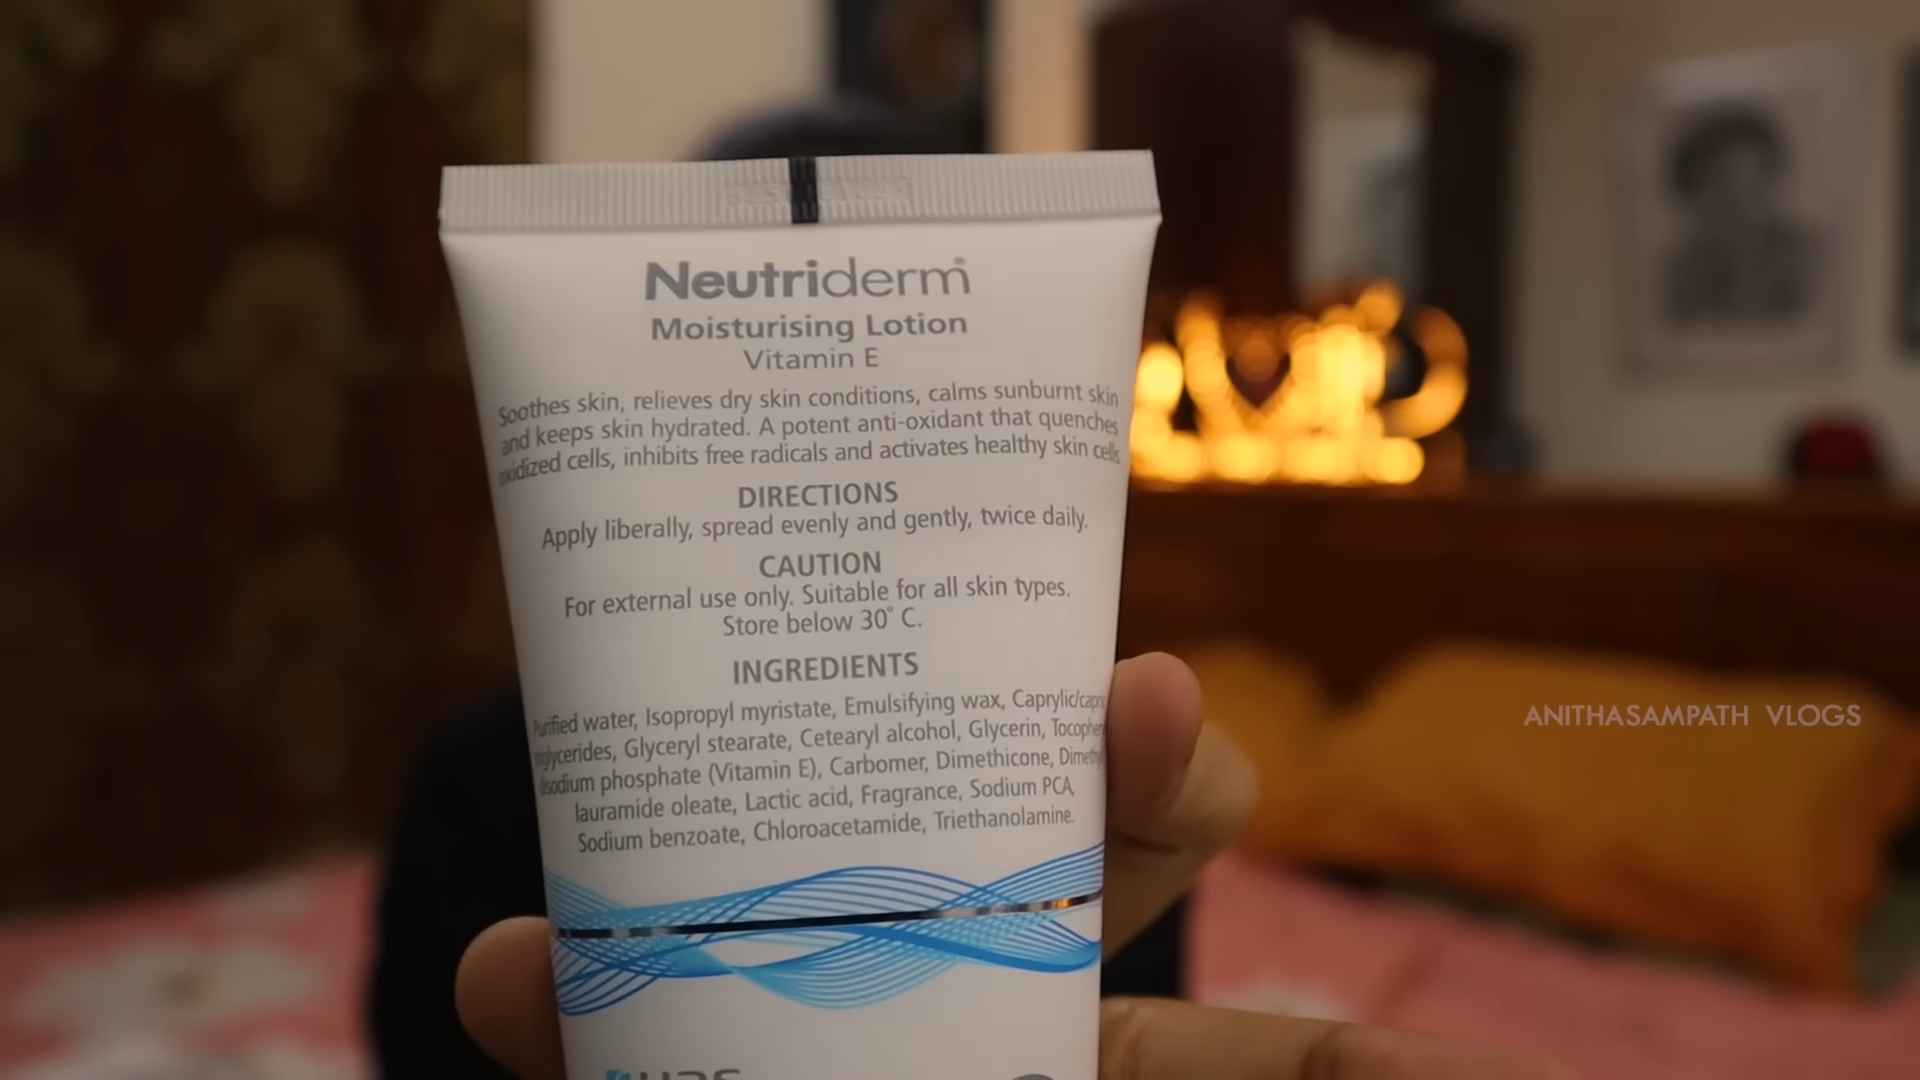 Neutriderm®
Moisturising Lotion
Vitamin E
Soothes skin, relieves dry skin conditions, calms sunburnt skin
and keeps skin hydrated. A potent anti-oxidant that quenches
oxidized cells, inhibits free radicals and activates healthy skin cells
DIRECTIONS
Apply liberally, spread evenly and gently, twice daily.
CAUTION
For external use only. Suitable for all skin types.
Store below 30° C.
INGREDIENTS
Purified water, Isopropyl myristate, Emulsifying wax, Caprylic/capric
triglycerides, Glyceryl stearate, Cetearyl alcohol, Glycerin,
disodium phosphate (Vitamin E), Carbomer, Dimethicone,
lauramide oleate, Lactic acid, Fragrance, Sodium PCA,
Sodium benzoate, Chloroacetamide, Triethanolamine.
ANITHASAMPATH VLOGS